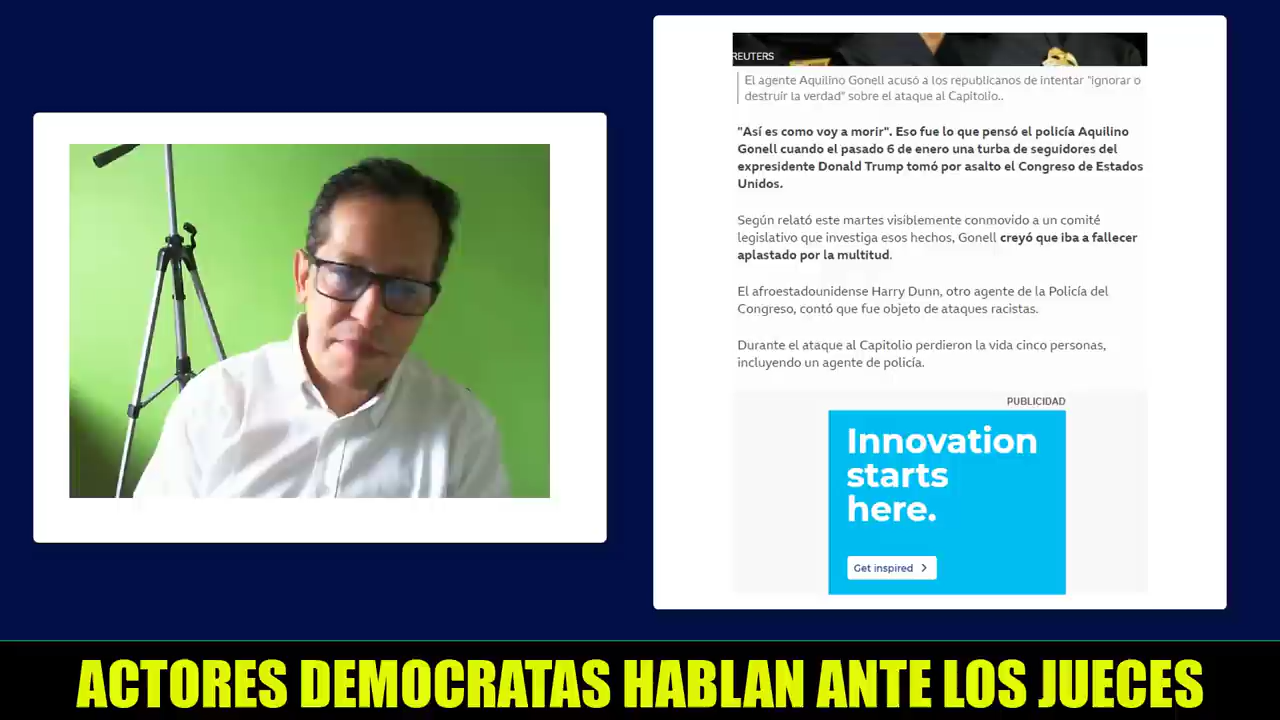 REUTERS
El agente Aquilino Gonell acusó a los republicanos de intentar "ignorar o
destruir la verdad" sobre el ataque al Capitolio..
"Así es como voy a morir". Eso fue lo que pensó el policía Aquilino
Gonell cuando el pasado 6 de enero una turba de seguidores del
expresidente Donald Trump tomó por asalto el Congreso de Estados
Unidos.
Según relató este martes visiblemente conmovido a un comité
legislativo que investiga esos hechos, Gonell creyó que iba a fallecer
aplastado por la multitud.
El afroestadounidense Harry Dunn, otro agente de la Policía del
Congreso, contó que fue objeto de ataques racistas.
Durante el ataque al Capitolio perdieron la vida cinco personas,
incluyendo un agente de policía.
PUBLICIDAD
Innovation
starts
here.
Get inspired
ACTORES DEMOCRATAS HABLAN ANTE LOS JUECES